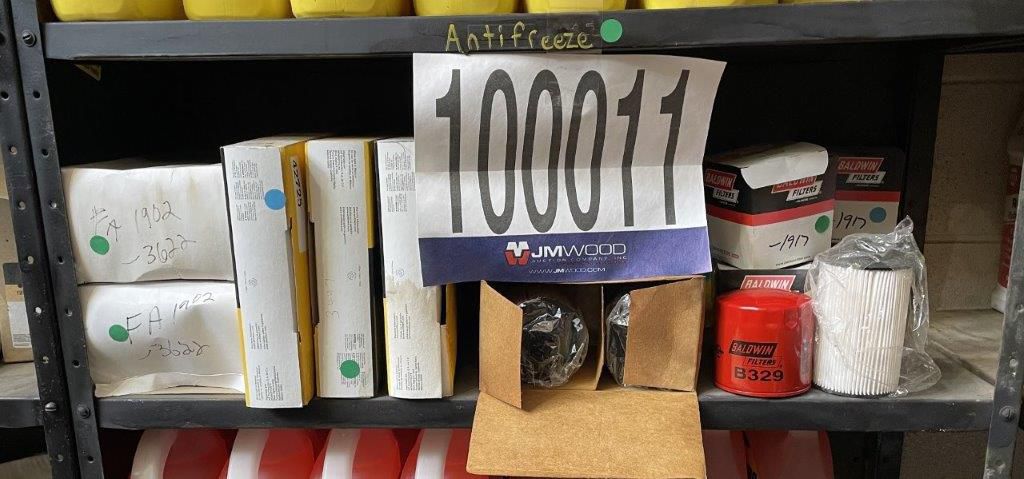 Antifreeze
100011
JMWOOD
AUCTION COMPANY, INC.
WWW.JMWOOD.COM
FA 1902
-3622
FA 1902
-3622
42795
BALDWIN
FILTERS
BALDWIN
FILTERS
-1917
BALDWIN
FILTERS
-1917
BALDWIN
BALDWIN
FILTERS
B329